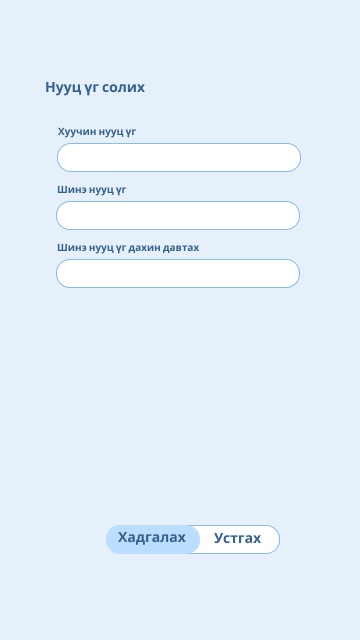 Нууц үг солих
Хуучин нууц үг
Шинэ нууц үг
Шинэ нууц үг дахин давтах
Хадгалах Устгах